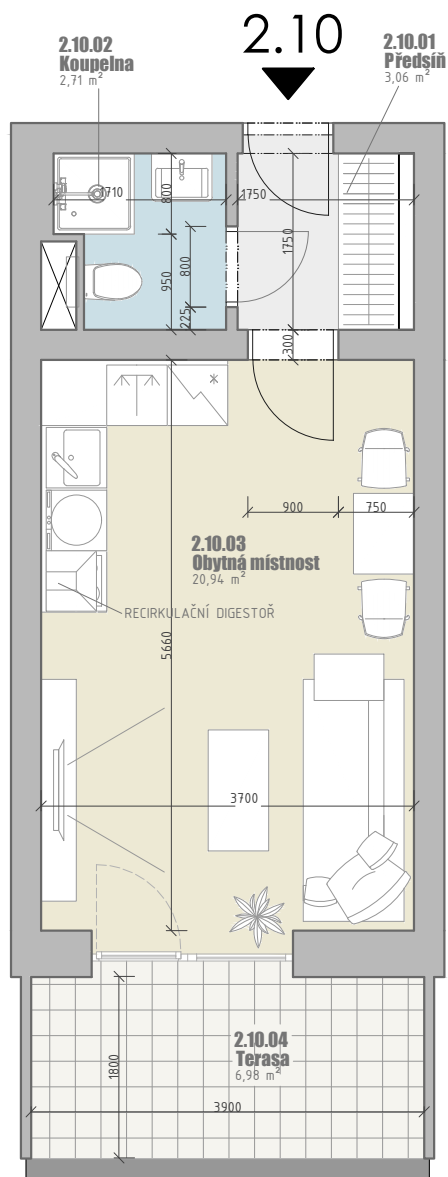 2.10
2.10.02
Koupelna
2,71 m²
2.10.01
Předsíň
3,06 m²
1710
800
1750
1750
800
950
225
300
900
750
2.10.03
Obytná místnost
20,94 m²
RECIRKULAČNÍ DIGESTOŘ
5660
3700
2.10.04
Terasa
6,98 m²
1800
3900